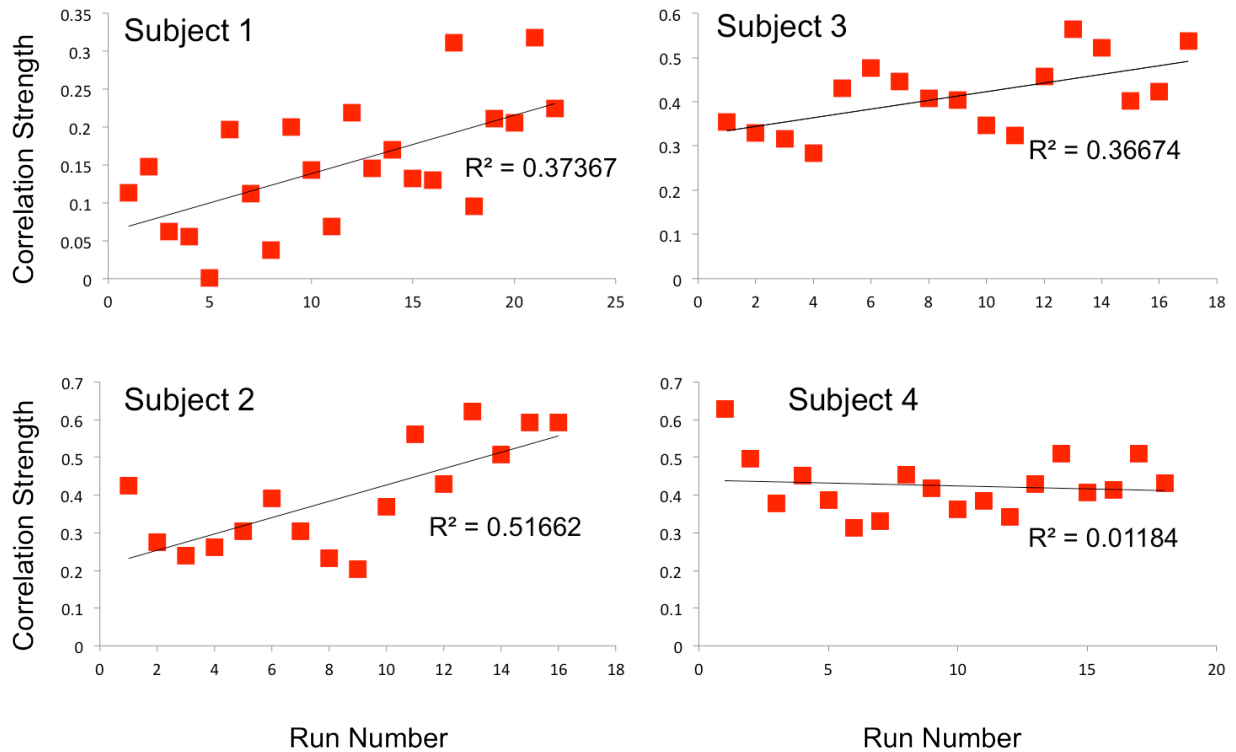 Subject 1
Correlation Strength
0.35
0.3
0.25
0.2
0.15
0.1
0.05
0
R² = 0.37367
0 5 10 15 20 25
Subject 3
0.6
0.5
0.4
0.3
0.2
0.1
0
R² = 0.36674
0 2 4 6 8 10 12 14 16 18
Subject 2
Correlation Strength
0.7
0.6
0.5
0.4
0.3
0.2
0.1
0
R² = 0.51662
0 2 4 6 8 10 12 14 16 18
Run Number
Subject 4
0.7
0.6
0.5
0.4
0.3
0.2
0.1
0
R² = 0.01184
0 5 10 15 20
Run Number